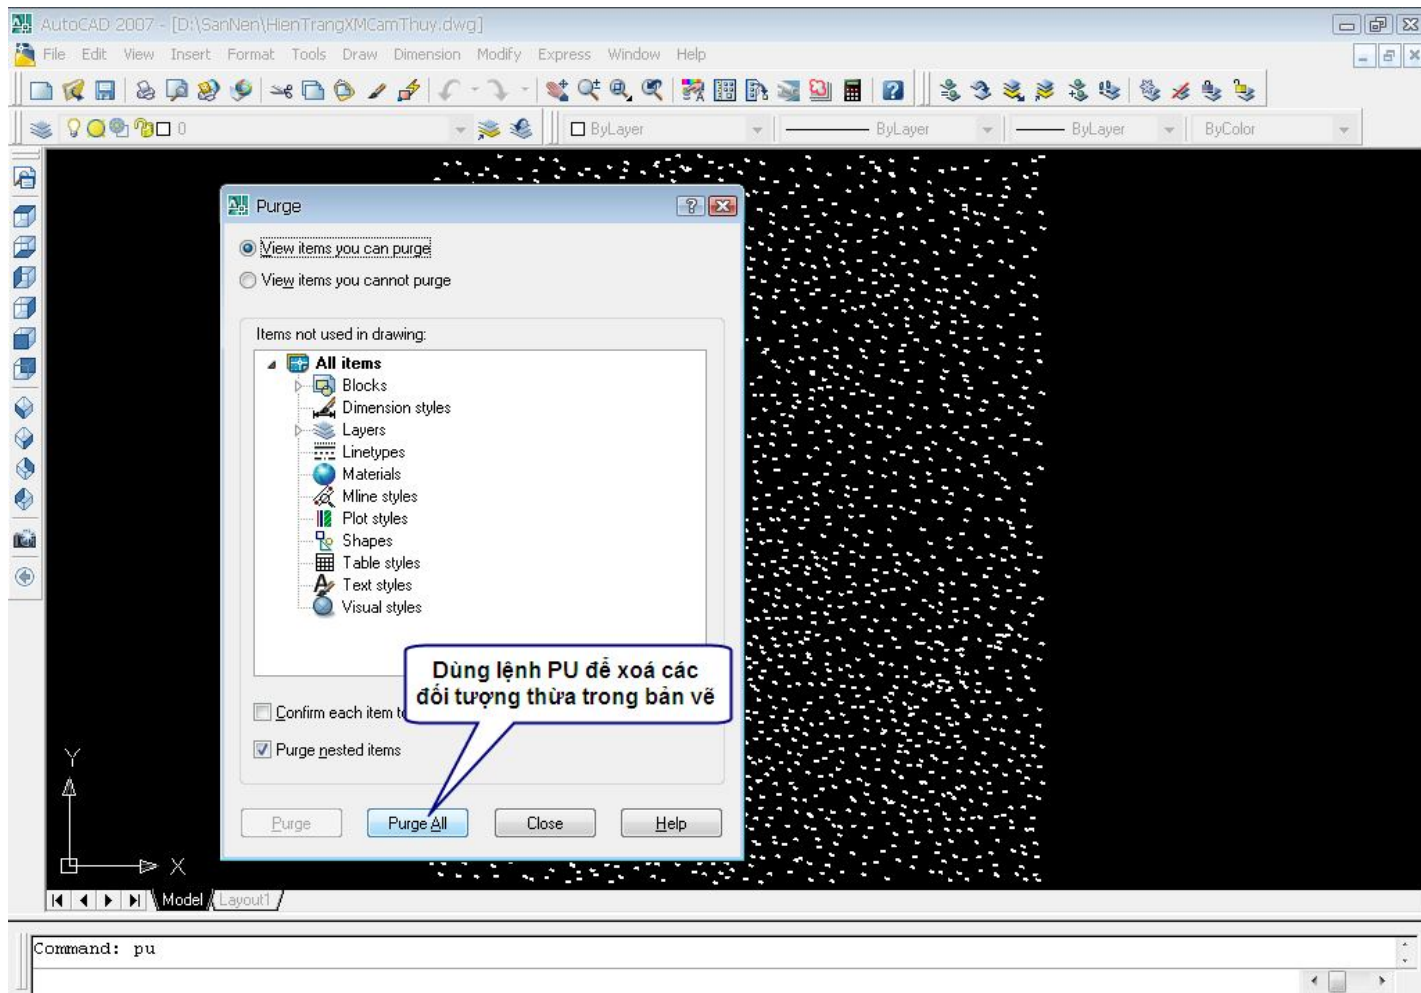 AutoCAD 2007 - [D:\SanNen\HienTrangXMCamThuy.dwg]
File Edit View Insert Format Tools Draw Dimension Modify Express Window Help
0 ByLayer ByLayer ByLayer ByColor
Purge
View items you can purge
View items you cannot purge
Items not used in drawing:
All items
Blocks
Dimension styles
Layers
Linetypes
Materials
Mline styles
Plot styles
Shapes
Table styles
Text styles
Visual styles
Dùng lệnh PU để xoá các
đối tượng thừa trong bản vẽ
Confirm each item
Purge nested items
Purge Purge All Close Help
Y
X
Model Layout1
Command: pu